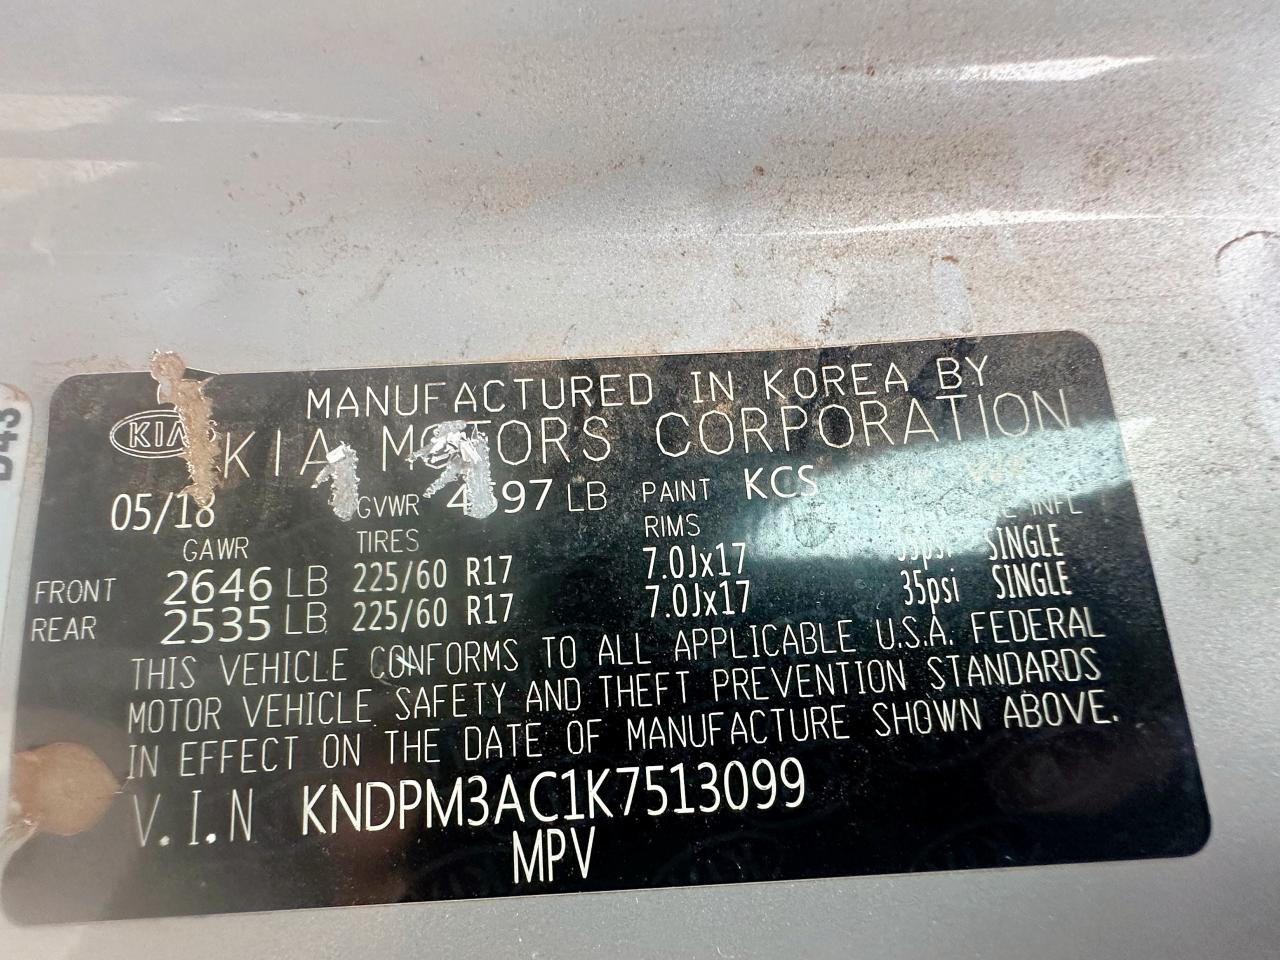 MANUFACTURED IN KOREA BY
KIA KIA MOTORS CORPORATION
05/18 GVWR LB PAINT KCS
GAWR TIRES RIMS INFL
FRONT 2646 LB 225/60 R17 7.0Jx17 SINGLE
REAR 2535 LB 225/60 R17 7.0Jx17 35psi SINGLE
THIS VEHICLE CONFORMS TO ALL APPLICABLE U.S.A. FEDERAL
MOTOR VEHICLE SAFETY AND THEFT PREVENTION STANDARDS
IN EFFECT ON THE DATE OF MANUFACTURE SHOWN ABOVE.
V.I.N KNDPM3AC1K7513099
MPV